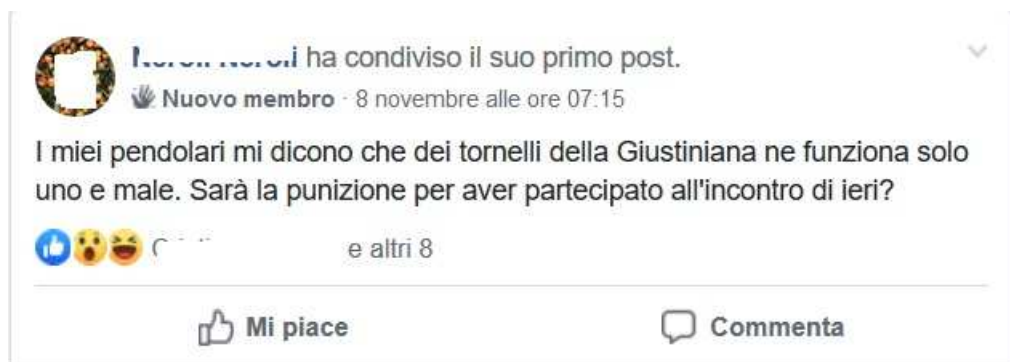 ha condiviso il suo primo post.
Nuovo membro · 8 novembre alle ore 07:15
I miei pendolari mi dicono che dei tornelli della Giustiniana ne funziona solo
uno e male. Sarà la punizione per aver partecipato all'incontro di ieri?
e altri 8
Mi piace
Commenta